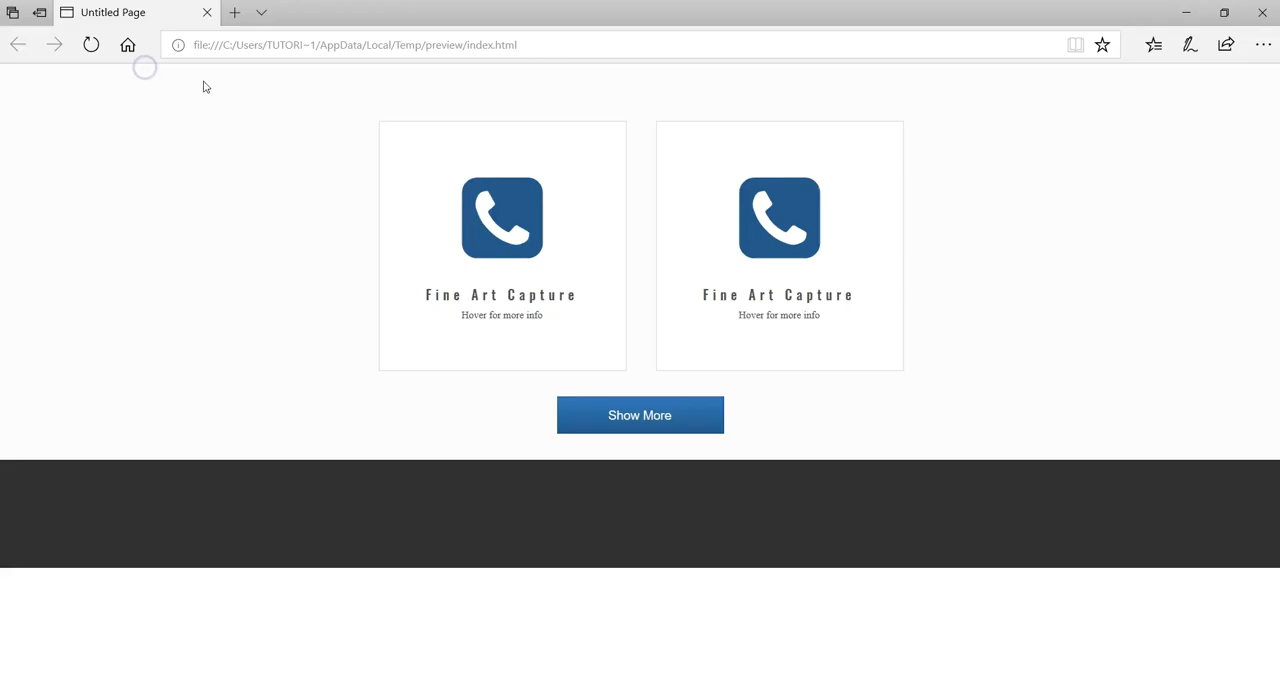 Untitled Page
file:///C:/Users/TUTORI~1/AppData/Local/Temp/preview/index.html
Fine Art Capture
Hover for more info
Fine Art Capture
Hover for more info
Show More